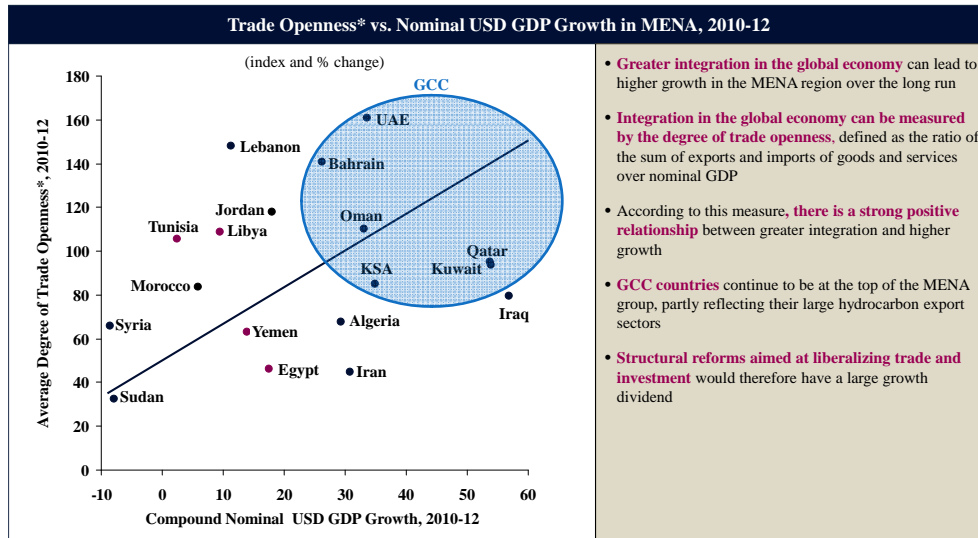 Trade Openness* vs. Nominal USD GDP Growth in MENA, 2010-12
(index and % change)
GCC
Average Degree of Trade Openness*, 2010-12
180
160
140
120
100
80
60
40
20
0
-10
0
10
20
30
40
50
60
Compound Nominal USD GDP Growth, 2010-12
UAE
Lebanon
Bahrain
Jordan
Oman
Tunisia
Libya
Qatar
KSA
Kuwait
Morocco
Iraq
Syria
Yemen
Algeria
Egypt
Iran
Sudan
• Greater integration in the global economy can lead to
higher growth in the MENA region over the long run
• Integration in the global economy can be measured
by the degree of trade openness, defined as the ratio of
the sum of exports and imports of goods and services
over nominal GDP
• According to this measure, there is a strong positive
relationship between greater integration and higher
growth
• GCC countries continue to be at the top of the MENA
group, partly reflecting their large hydrocarbon export
sectors
• Structural reforms aimed at liberalizing trade and
investment would therefore have a large growth
dividend